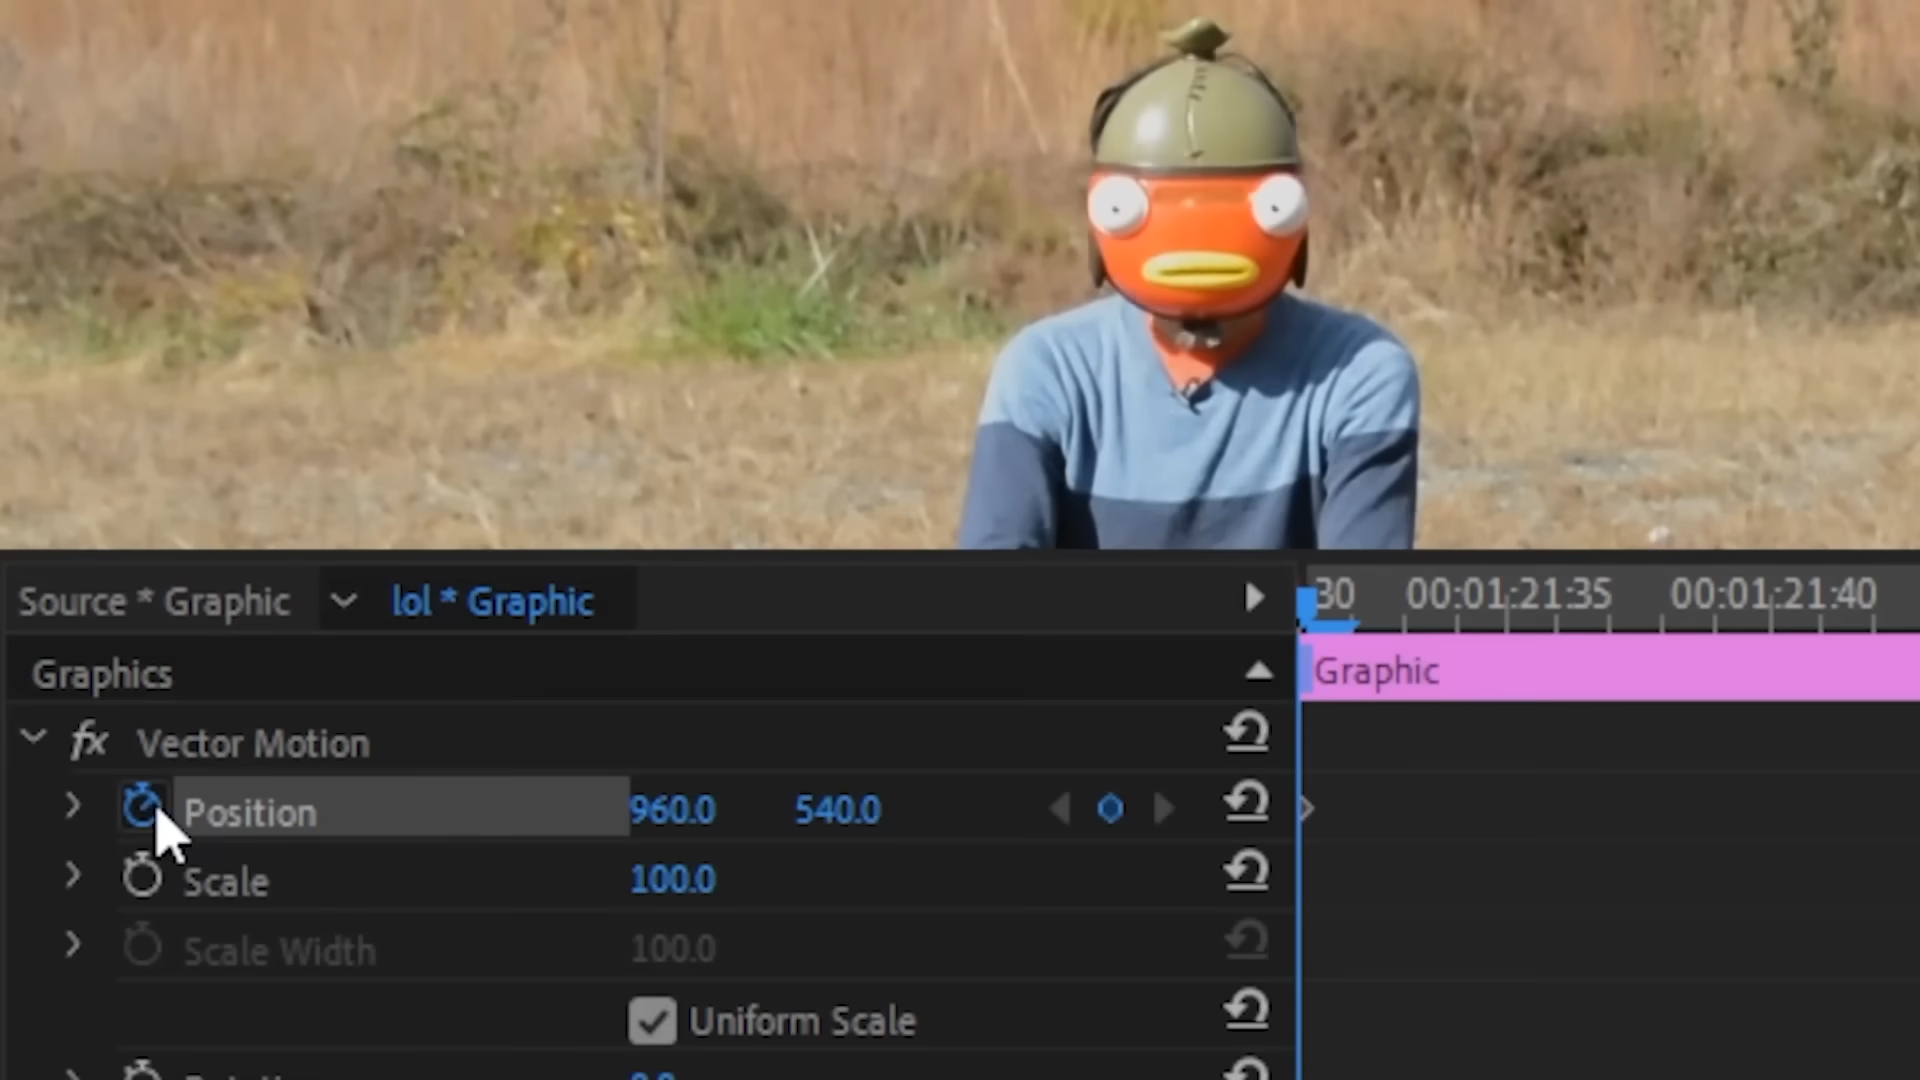 Source * Graphic lol * Graphic 30 00:01:21:35 00:01:21:40
Graphics Graphic
fx Vector Motion
Position 960.0 540.0
Scale 100.0
Scale Width 100.0
Uniform Scale